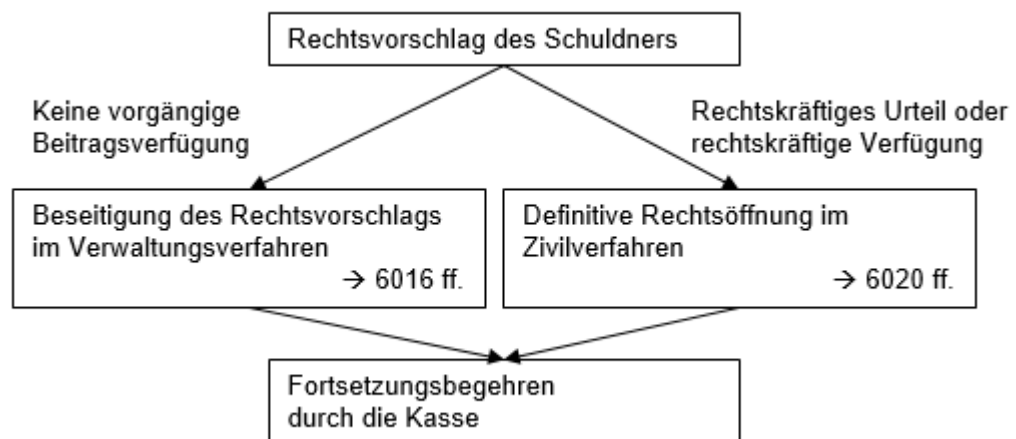 Rechtsvorschlag des Schuldners
Keine vorgängige
Beitragsverfügung
Rechtskräftiges Urteil oder
rechtskräftige Verfügung
Beseitigung des Rechtsvorschlags
im Verwaltungsverfahren
→ 6016 ff.
Definitive Rechtsöffnung im
Zivilverfahren
→ 6020 ff.
Fortsetzungsbegehren
durch die Kasse